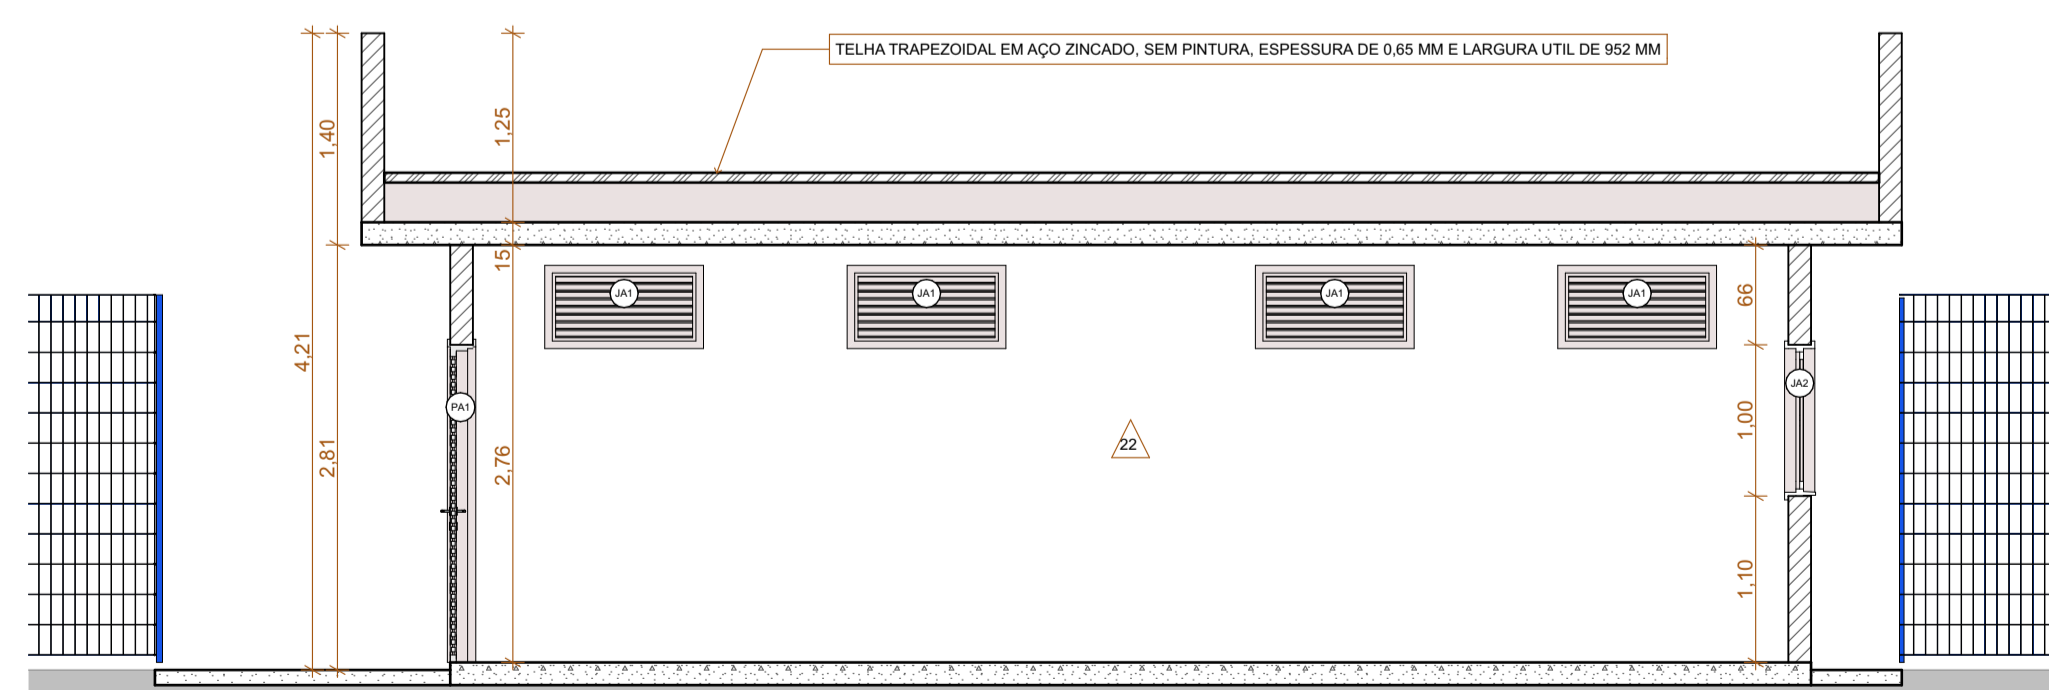 TELHA TRAPEZOIDAL EM AÇO ZINCADO, SEM PINTURA, ESPESSURA DE 0,65 MM E LARGURA UTIL DE 952 MM
1,40
1,25
15
JA1
JA1
JA1
JA1
66
4,21
JA2
PA1
1,00
22
2,81
2,76
1,10